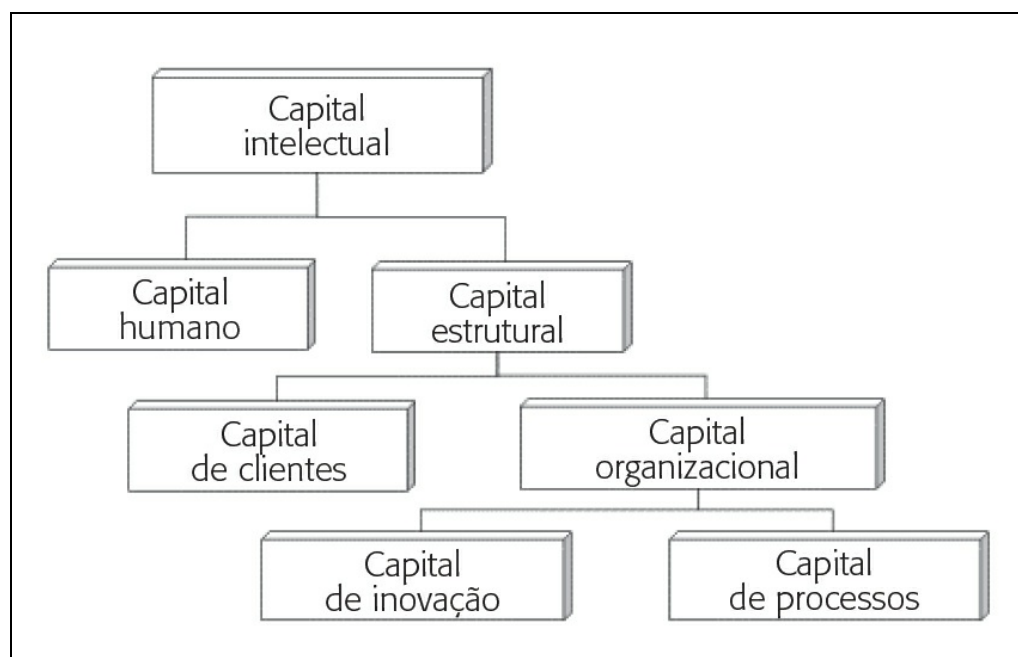 Capital
intelectual
Capital
humano
Capital
estrutural
Capital
de clientes
Capital
organizacional
Capital
de inovação
Capital
de processos